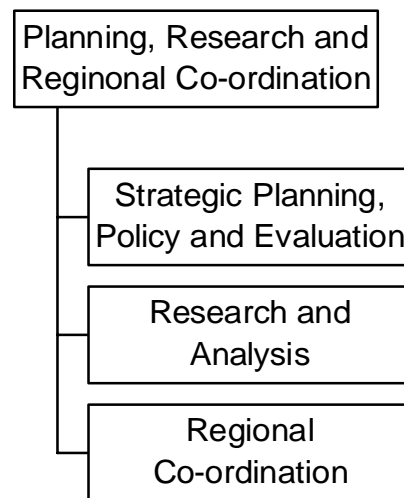 Planning, Research and
Reginonal Co-ordination
Strategic Planning,
Policy and Evaluation
Research and
Analysis
Regional
Co-ordination